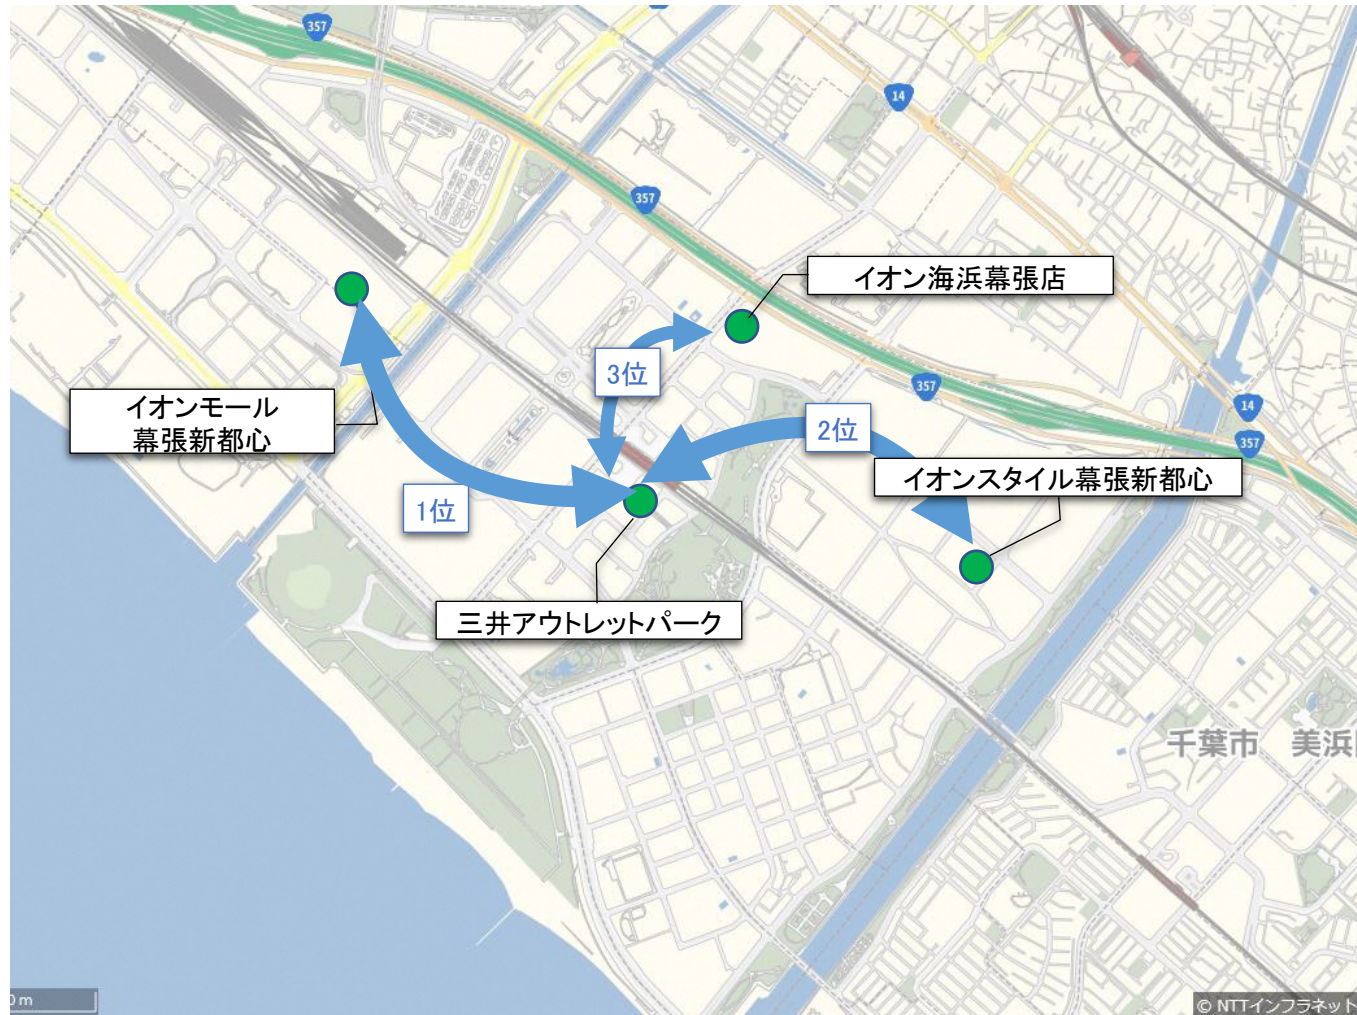 357
14
357
イオン海浜幕張店
3位
357
14
イオンモール
幕張新都心
2位
357
イオンスタイル幕張新都心
1位
三井アウトレットパーク
千葉市 美浜
0 m
© NTTインフラネット